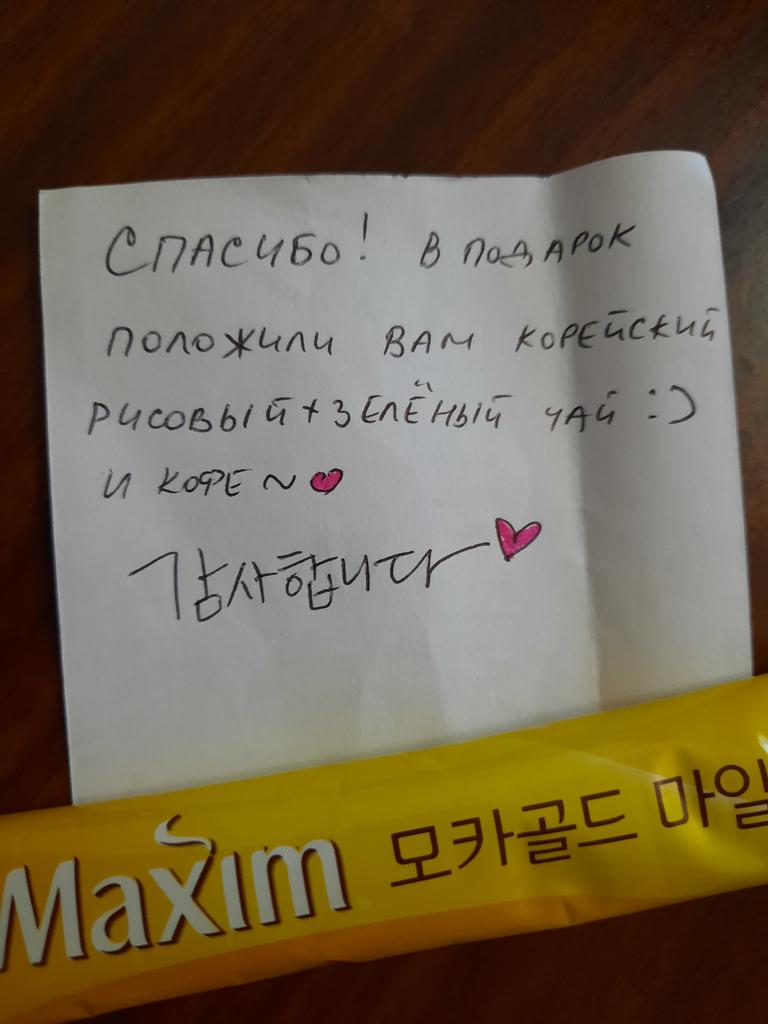 СПАСИБО! В ПОДАРОК
ПОЛОЖИЛИ ВАМ КОРЕЙСКИЙ
РИСОВЫЙ + ЗЕЛЁНЫЙ ЧАЙ :)
И КОФЕ ~
감사합니다
Maxim 모카골드 마일